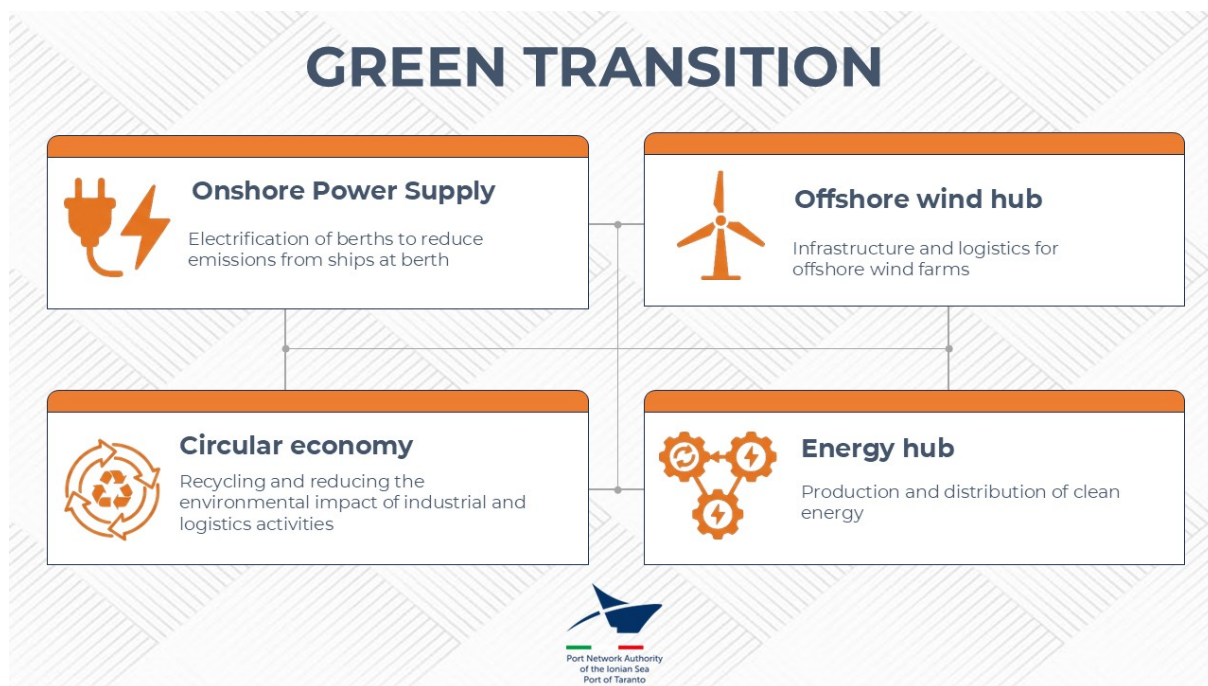 GREEN TRANSITION
Onshore Power Supply
Electrification of berths to reduce
emissions from ships at berth
Offshore wind hub
Infrastructure and logistics for
offshore wind farms
Circular economy
Recycling and reducing the
environmental impact of industrial and
logistics activities
Energy hub
Production and distribution of clean
energy
Port Network Authority
of the Ionian Sea
Port of Taranto